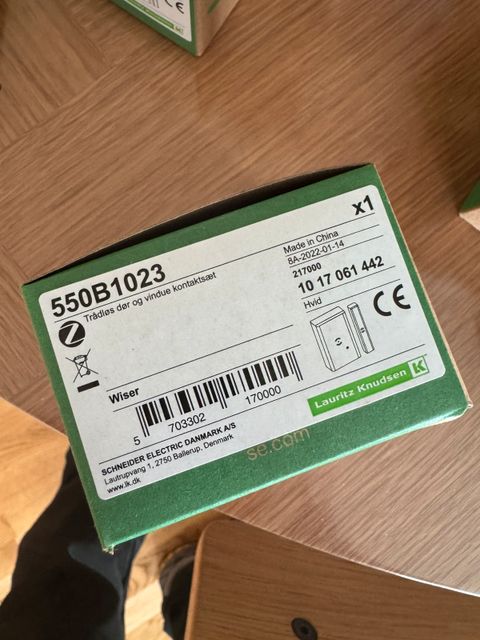 x1
550B1023
Trådløs dør og vindue kontaktsæt
Made in China
8A-2022-01-14
217000
10 17 061 442
Hvid
CE
Wiser
5 703302 170000
Lauritz Knudsen
SCHNEIDER ELECTRIC DANMARK A/S
Lautrupvang 1, 2750 Ballerup, Denmark
www.lk.dk
se.com